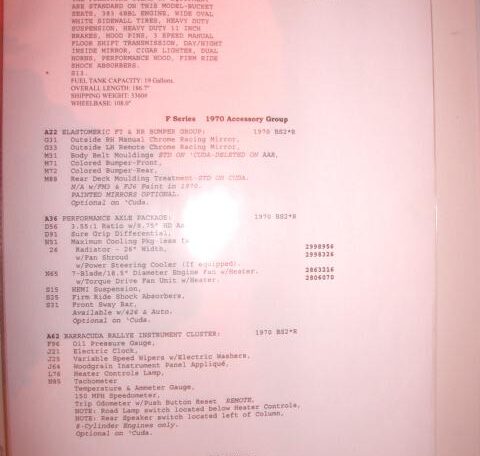 ARE STANDARD ON THIS MODEL-BUCKET
SEATS, 383 4BBL ENGINE, WIDE OVAL
WHITE SIDEWALL TIRES, HEAVY DUTY
SUSPENSION, HEAVY DUTY 11 INCH
BRAKES, HOOD PINS, 3 SPEED MANUAL
FLOOR SHIFT TRANSMISSION, DAY/NIGHT
INSIDE MIRROR, CIGAR LIGHTER, DUAL
HORNS, PERFORMANCE HOOD, FIRM RIDE
SHOCK ABSORBERS.
S13.
FUEL TANK CAPACITY: 19 Gallons.
OVERALL LENGTH: 186.7"
SHIPPING WEIGHT: 3360#
WHEELBASE: 108.0"
F Series 1970 Accessory Group
A22 ELASTOMERIC FT & RR BUMPER GROUP: 1970 BS2*R
G31 Outside RH Manual Chrome Racing Mirror,
G33 Outside LH Remote Chrome Racing Mirror,
M31 Body Belt Mouldings STD ON 'CUDA-DELETED ON AAR,
M71 Colored Bumper-Front,
M72 Colored Bumper-Rear,
M88 Rear Deck Moulding Treatment-STD ON CUDA.
N/A w/FM3 & FJ6 Paint in 1970.
PAINTED MIRRORS OPTIONAL.
Optional on 'Cuda.
A36 PERFORMANCE AXLE PACKAGE: 1970 BS2*R
D56 3.55:1 Ratio w/8.75" HD
D91 Sure Grip Differential,
N51 Maximum Cooling Pkg-less
26 Radiator - 26" Width, 2998956
w/Fan Shroud 2998326
w/Power Steering Cooler (If equipped).
N65 7-Blade/18.5" Diameter Engine Fan w/Heater. 2863216
w/Torque Drive Fan Unit w/Heater. 2806070
S15 HEMI Suspension,
S25 Firm Ride Shock Absorbers,
S31 Front Sway Bar,
Available w/426 & Auto.
Optional on 'Cuda.
A62 BARRACUDA RALLYE INSTRUMENT CLUSTER: 1970 BS2*R
F96 Oil Pressure Gauge,
J21 Electric Clock,
J25 Variable Speed Wipers w/Electric Washers,
J64 Woodgrain Instrument Panel Appliqué,
L76 Heater Controls Lamp,
N85 Tachometer
Temperature & Ammeter Gauge,
150 MPH Speedometer,
Trip Odometer w/Push Button Reset REMOTE,
NOTE: Road Lamp switch located below Heater Controls,
NOTE: Rear Speaker switch located left of Column,
8-Cylinder Engines only.
Optional on 'Cuda.